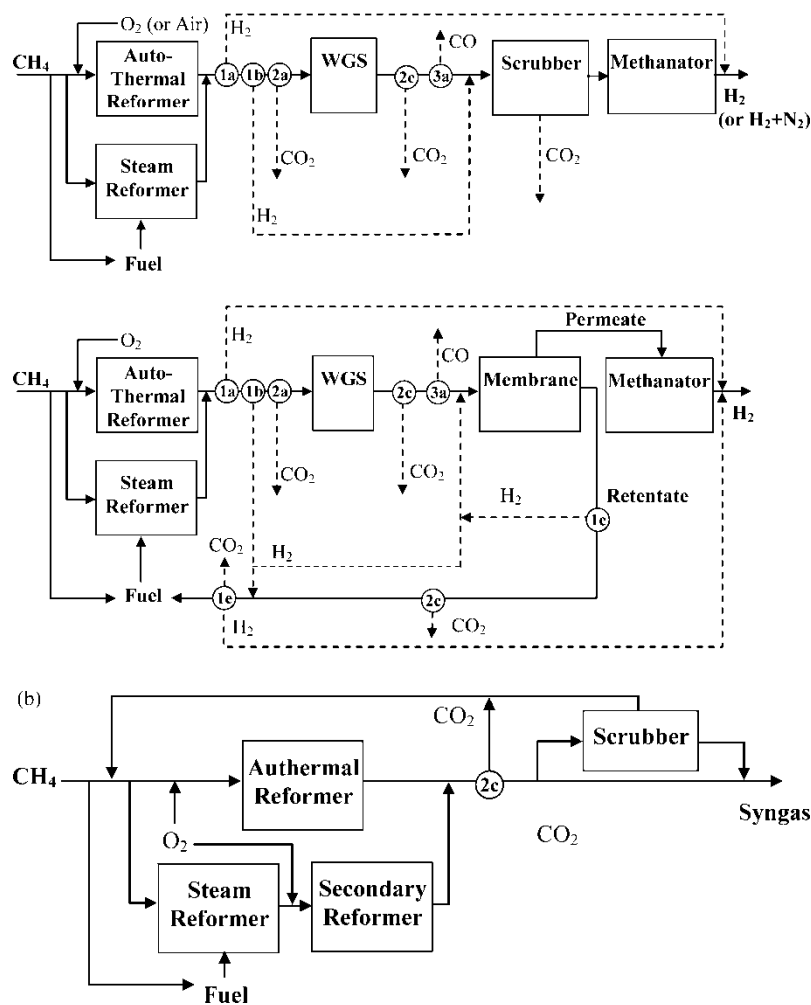 O₂ (or Air)
H₂
CO
CH₄
Auto-
Thermal
Reformer
1a
1b
2a
WGS
2c
3a
Scrubber
Methanator
H₂
(or H₂+N₂)
CO₂
CO₂
CO₂
Steam
Reformer
H₂
Fuel
Permeate
O₂
H₂
CO
CH₄
Auto-
Thermal
Reformer
1a
1b
2a
WGS
2c
3a
Membrane
Methanator
H₂
CO₂
CO₂
Steam
Reformer
H₂
Retentate
1c
CO₂
H₂
Fuel
1e
2c
H₂
CO₂
(b)
CO₂
Scrubber
CH₄
Authermal
Reformer
2c
Syngas
O₂
CO₂
Steam
Reformer
Secondary
Reformer
Fuel